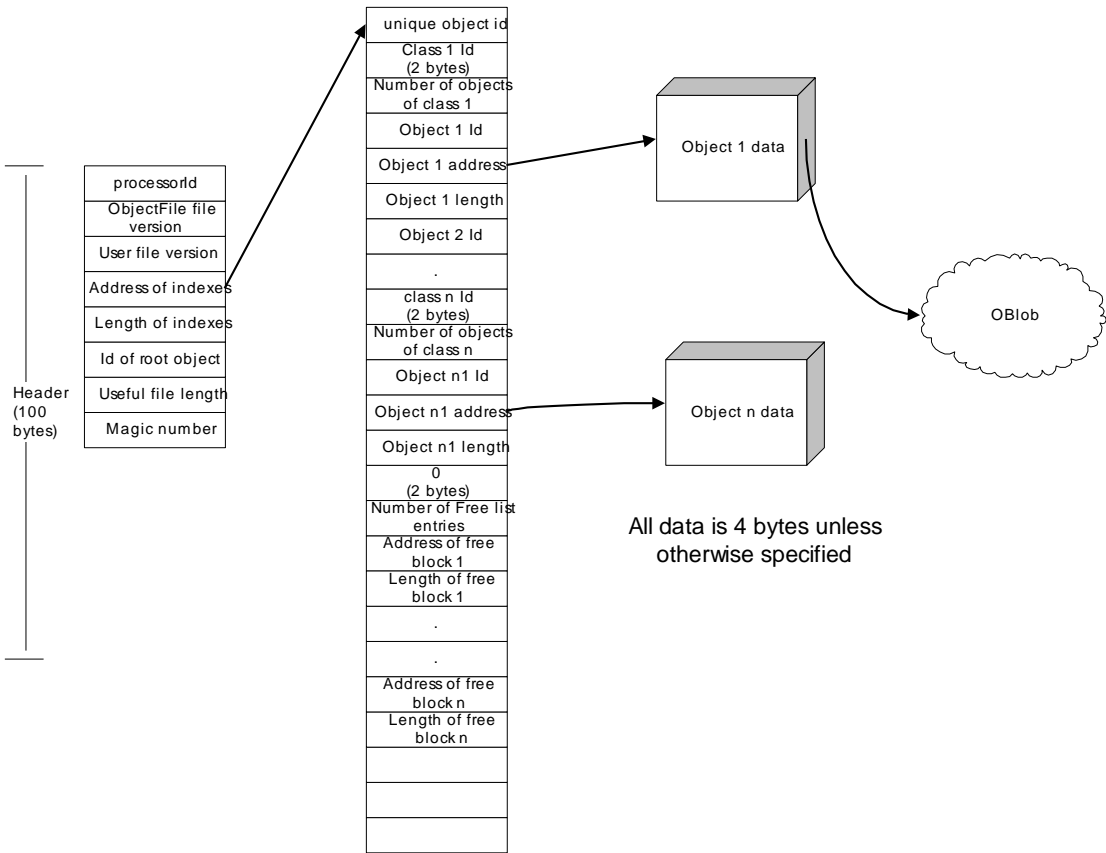 Header
(100
bytes)
processorId
ObjectFile file
version
User file version
Address of indexes
Length of indexes
Id of root object
Useful file length
Magic number
unique object id
Class 1 Id
(2 bytes)
Number of objects
of class 1
Object 1 Id
Object 1 address
Object 1 length
Object 2 Id
.
class n Id
(2 bytes)
Number of objects
of class n
Object n1 Id
Object n1 address
Object n1 length
0
(2 bytes)
Number of Free list
entries
Address of free
block 1
Length of free
block 1
.
.
Address of free
block n
Length of free
block n
Object 1 data
OBlob
Object n data
All data is 4 bytes unless
otherwise specified